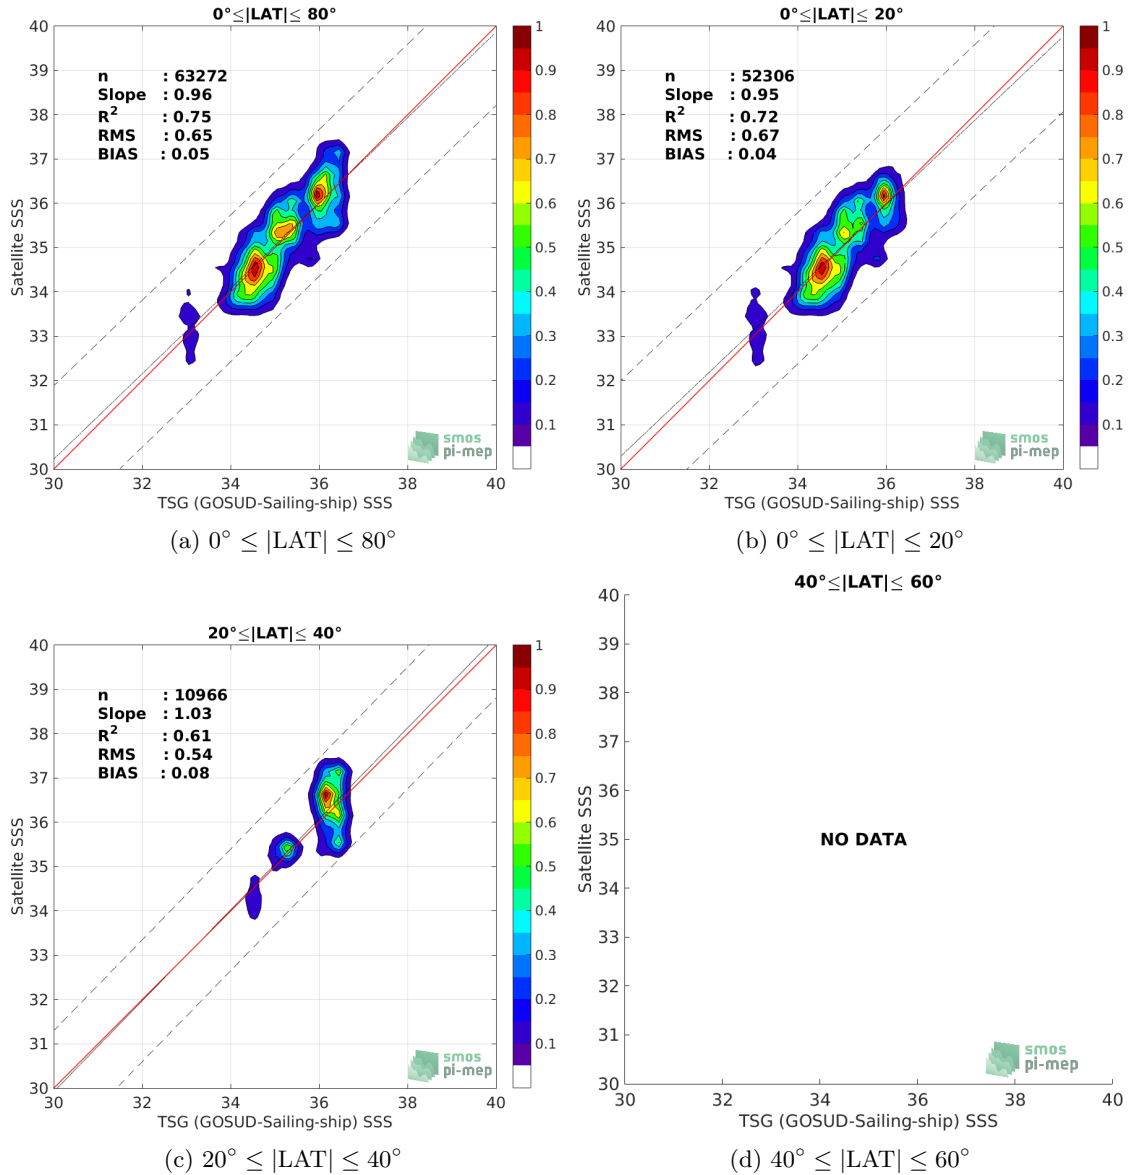 0°≤|LAT|≤ 80°
n : 63272
Slope : 0.96
R² : 0.75
RMS : 0.65
BIAS : 0.05
Satellite SSS
40
39
38
37
36
35
34
33
32
31
30
30 32 34 36 38 40
TSG (GOSUD-Sailing-ship) SSS
1
0.9
0.8
0.7
0.6
0.5
0.4
0.3
0.2
0.1
smos
pi-mep
(a) 0° ≤ |LAT| ≤ 80°
0°≤|LAT|≤ 20°
n : 52306
Slope : 0.95
R² : 0.72
RMS : 0.67
BIAS : 0.04
Satellite SSS
40
39
38
37
36
35
34
33
32
31
30
30 32 34 36 38 40
TSG (GOSUD-Sailing-ship) SSS
1
0.9
0.8
0.7
0.6
0.5
0.4
0.3
0.2
0.1
smos
pi-mep
(b) 0° ≤ |LAT| ≤ 20°
20°≤|LAT|≤ 40°
n : 10966
Slope : 1.03
R² : 0.61
RMS : 0.54
BIAS : 0.08
Satellite SSS
40
39
38
37
36
35
34
33
32
31
30
30 32 34 36 38 40
TSG (GOSUD-Sailing-ship) SSS
1
0.9
0.8
0.7
0.6
0.5
0.4
0.3
0.2
0.1
smos
pi-mep
(c) 20° ≤ |LAT| ≤ 40°
40°≤|LAT|≤ 60°
Satellite SSS
40
39
38
37
36
35
34
33
32
31
30
NO DATA
30 32 34 36 38 40
TSG (GOSUD-Sailing-ship) SSS
smos
pi-mep
(d) 40° ≤ |LAT| ≤ 60°